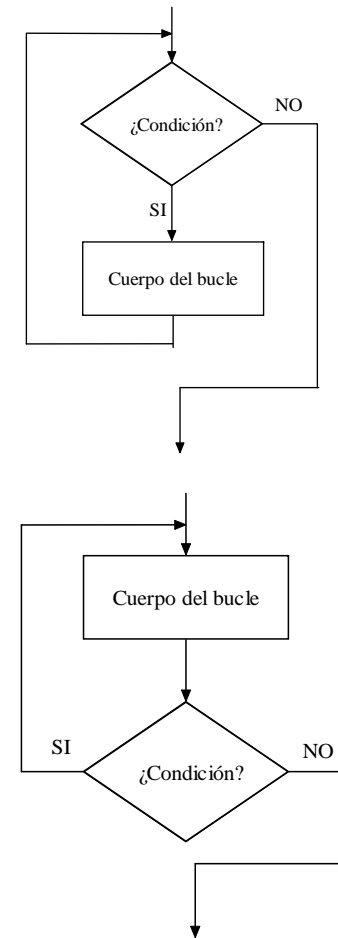 NO
¿Condición?
SI
Cuerpo del bucle
Cuerpo del bucle
SI
NO
¿Condición?